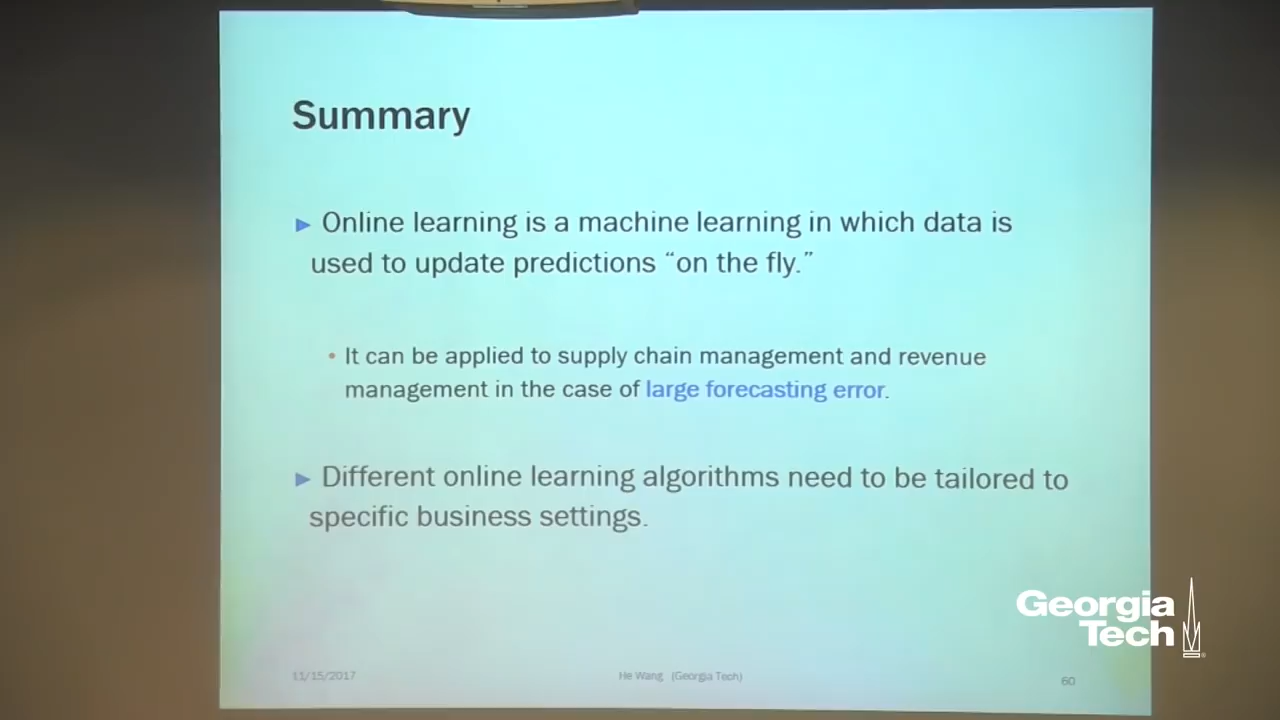 Summary
► Online learning is a machine learning in which data is
used to update predictions “on the fly.”
• It can be applied to supply chain management and revenue
management in the case of large forecasting error.
► Different online learning algorithms need to be tailored to
specific business settings.
Georgia
Tech
11/15/2017 He Wang (Georgia Tech) 60